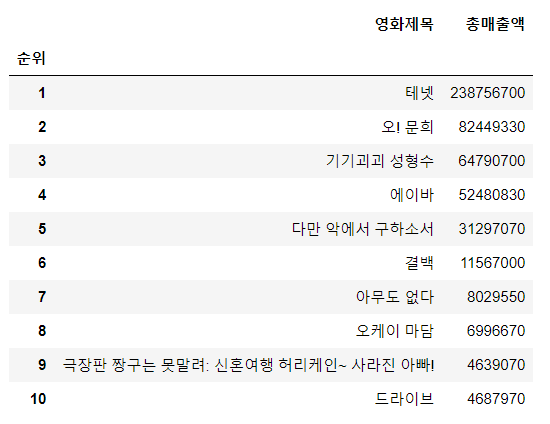 영화제목 총매출액
순위
1 테넷 238756700
2 오! 문희 82449330
3 기기괴괴 성형수 64790700
4 에이바 52480830
5 다만 악에서 구하소서 31297070
6 결백 11567000
7 아무도 없다 8029550
8 오케이 마담 6996670
9 극장판 짱구는 못말려: 신혼여행 허리케인~ 사라진 아빠! 4639070
10 드라이브 4687970